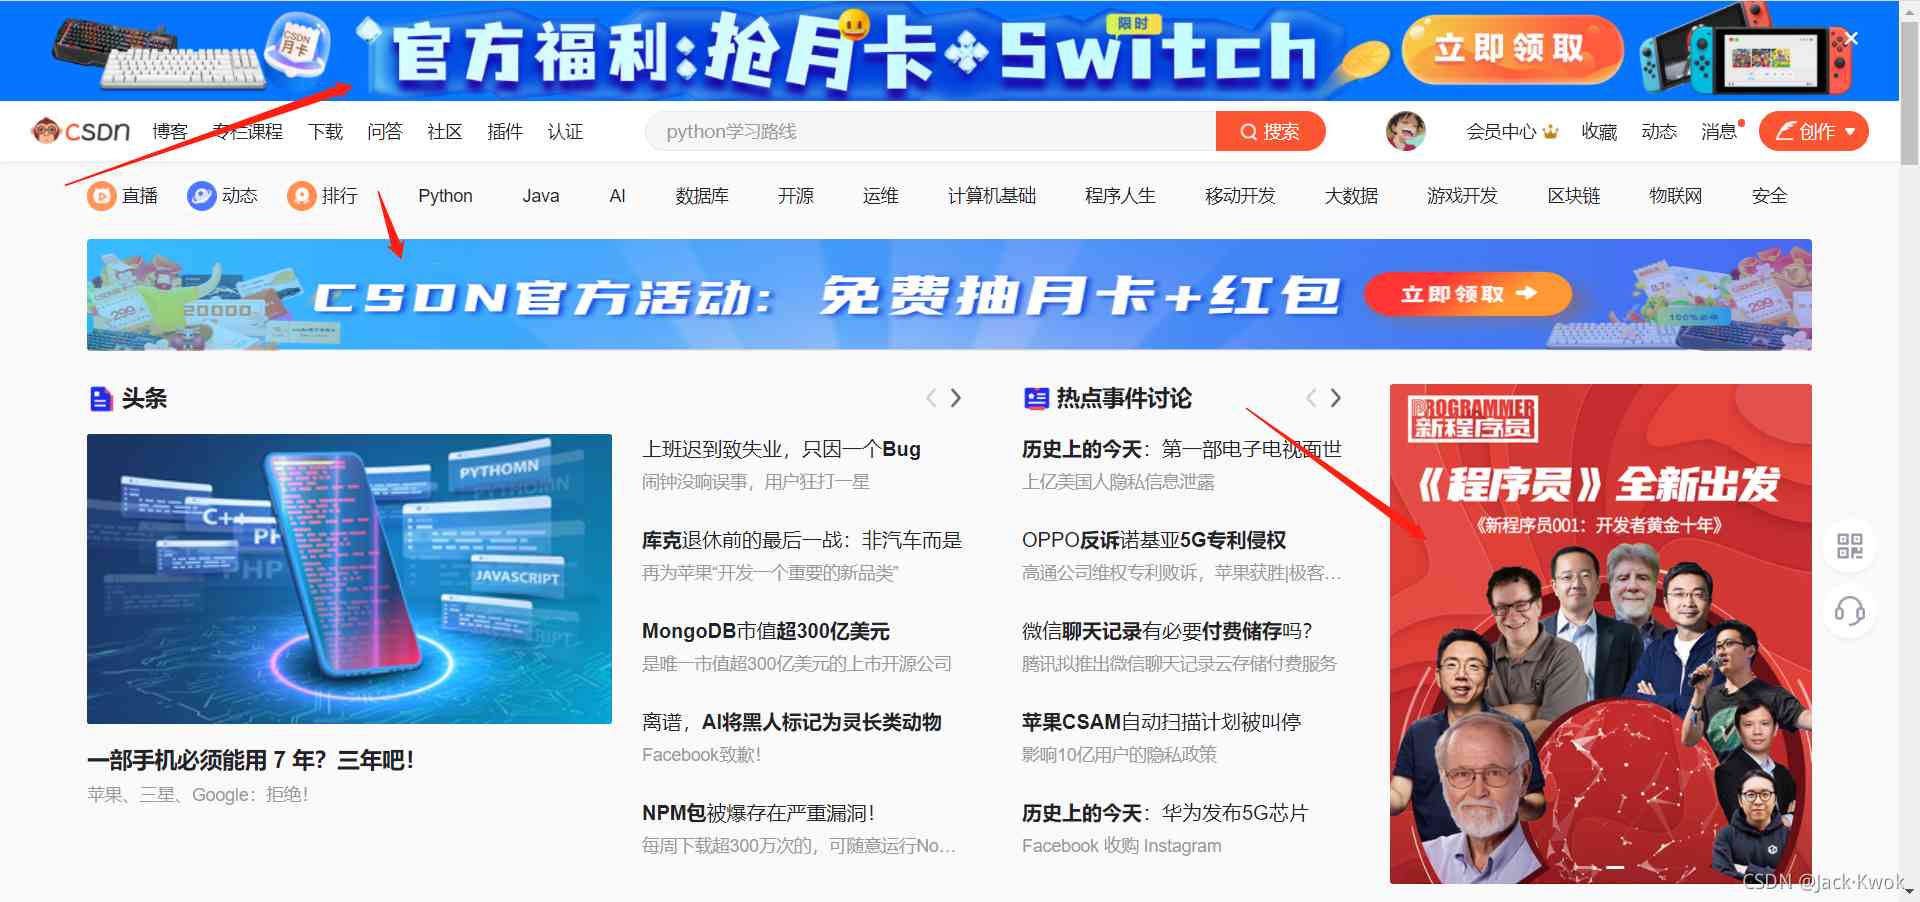 CSDN
月卡
官方福利:抢月卡 Switch
限时
立即领取
CSDN 博客 专栏课程 下载 问答 社区 插件 认证 python学习路线 搜索 会员中心 收藏 动态 消息 创作
直播 动态 排行 Python Java AI 数据库 开源 运维 计算机基础 程序人生 移动开发 大数据 游戏开发 区块链 物联网 安全
CSDN官方活动：免费抽月卡+红包 立即领取
299
20000
299
100%必中
头条
PYTHOMN
PYTHOMN
C++
PHP
JAVASCRIPT
一部手机必须能用 7 年？三年吧！
苹果、三星、Google：拒绝！
上班迟到致失业，只因一个Bug
闹钟没响误事，用户狂打一星
库克退休前的最后一战：非汽车而是
再为苹果“开发一个重要的新品类”
MongoDB市值超300亿美元
是唯一市值超300亿美元的上市开源公司
离谱，AI将黑人标记为灵长类动物
Facebook致歉！
NPM包被爆存在严重漏洞！
每周下载超300万次的，可随意运行No...
热点事件讨论
历史上的今天：第一部电子电视面世
上亿美国人隐私信息泄露
OPPO反诉诺基亚5G专利侵权
高通公司维权专利败诉，苹果获胜|极客...
微信聊天记录有必要付费储存吗？
腾讯拟推出微信聊天记录云存储付费服务
苹果CSAM自动扫描计划被叫停
影响10亿用户的隐私政策
历史上的今天：华为发布5G芯片
Facebook 收购 Instagram
PROGRAMMER
新程序员
《程序员》全新出发
《新程序员001：开发者黄金十年》
CSDN @Jack·Kwok